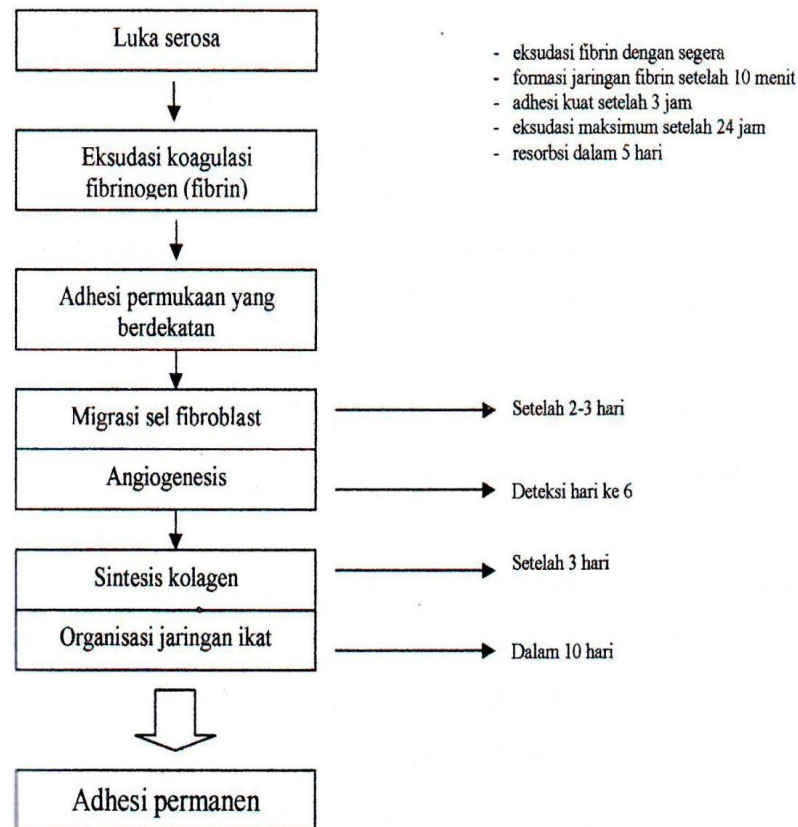 Luka serosa
- eksudasi fibrin dengan segera
- formasi jaringan fibrin setelah 10 menit
- adhesi kuat setelah 3 jam
- eksudasi maksimum setelah 24 jam
- resorbsi dalam 5 hari
Eksudasi koagulasi
fibrinogen (fibrin)
Adhesi permukaan yang
berdekatan
Migrasi sel fibroblast
Setelah 2-3 hari
Angiogenesis
Deteksi hari ke 6
Sintesis kolagen
Setelah 3 hari
Organisasi jaringan ikat
Dalam 10 hari
Adhesi permanen